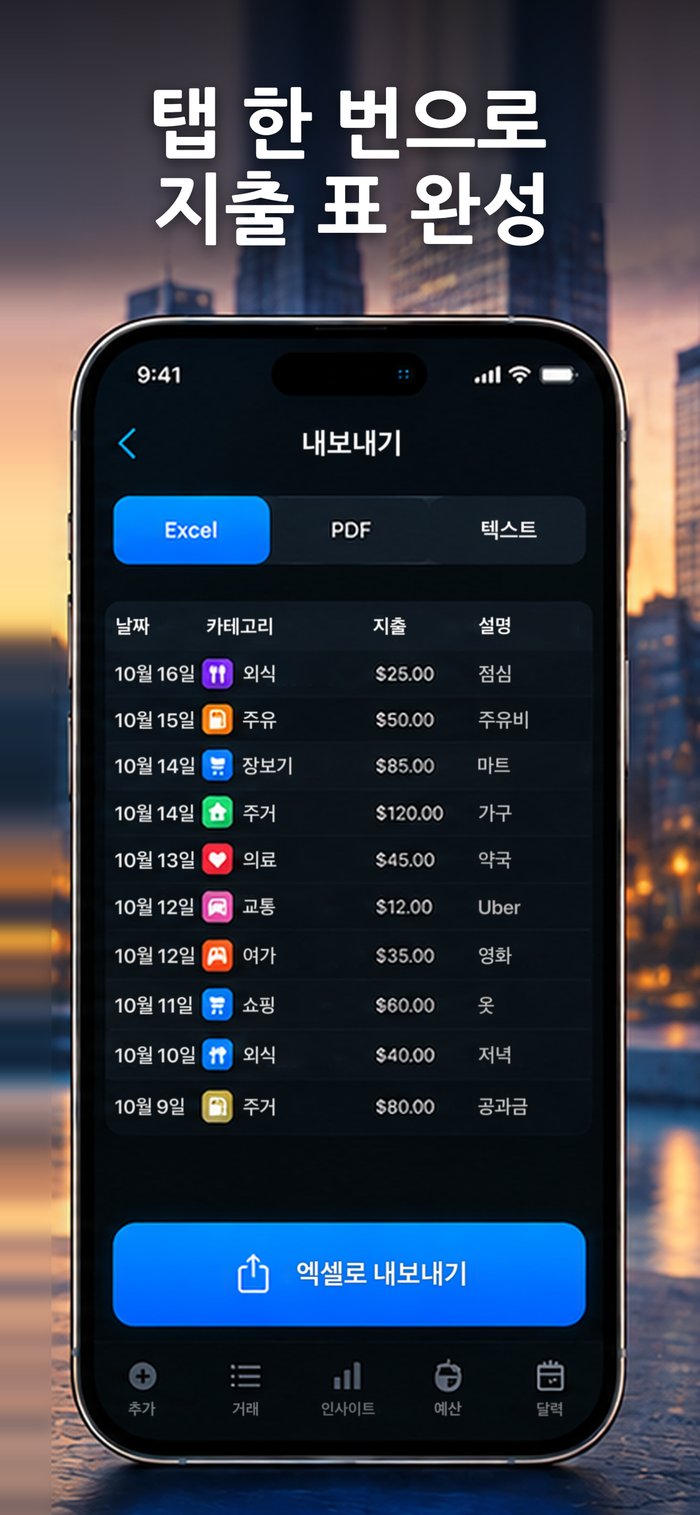 탭 한 번으로
지출 표 완성
9:41
내보내기
Excel PDF 텍스트
날짜 카테고리 지출 설명
10월 16일 외식 $25.00 점심
10월 15일 주유 $50.00 주유비
10월 14일 장보기 $85.00 마트
10월 14일 주거 $120.00 가구
10월 13일 의료 $45.00 약국
10월 12일 교통 $12.00 Uber
10월 12일 여가 $35.00 영화
10월 11일 쇼핑 $60.00 옷
10월 10일 외식 $40.00 저녁
10월 9일 주거 $80.00 공과금
엑셀로 내보내기
추가 거래 인사이트 예산 달력